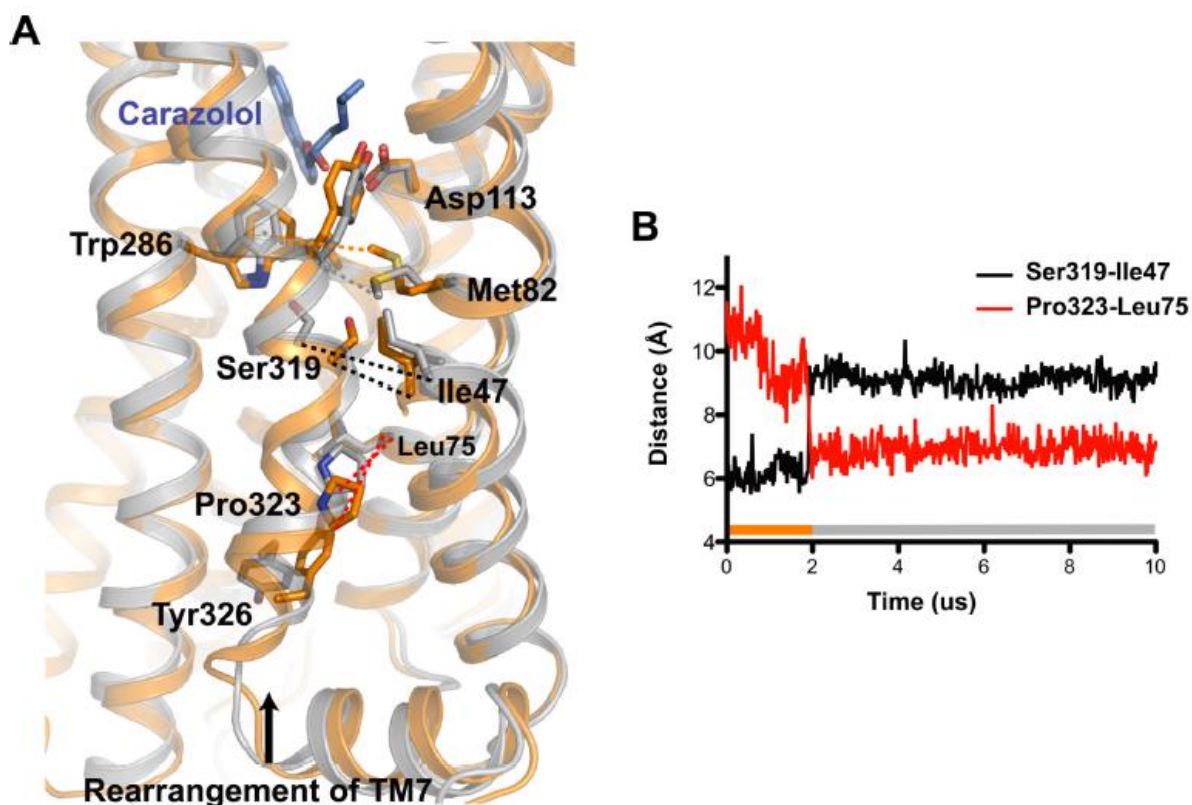 A
Carazolol
Asp113
Trp286
Met82
Ser319
Ile47
Leu75
Pro323
Tyr326
Rearrangement of TM7
B
Ser319-Ile47
Pro323-Leu75
Distance (Å)
12
10
8
6
4
0 2 4 6 8 10
Time (us)